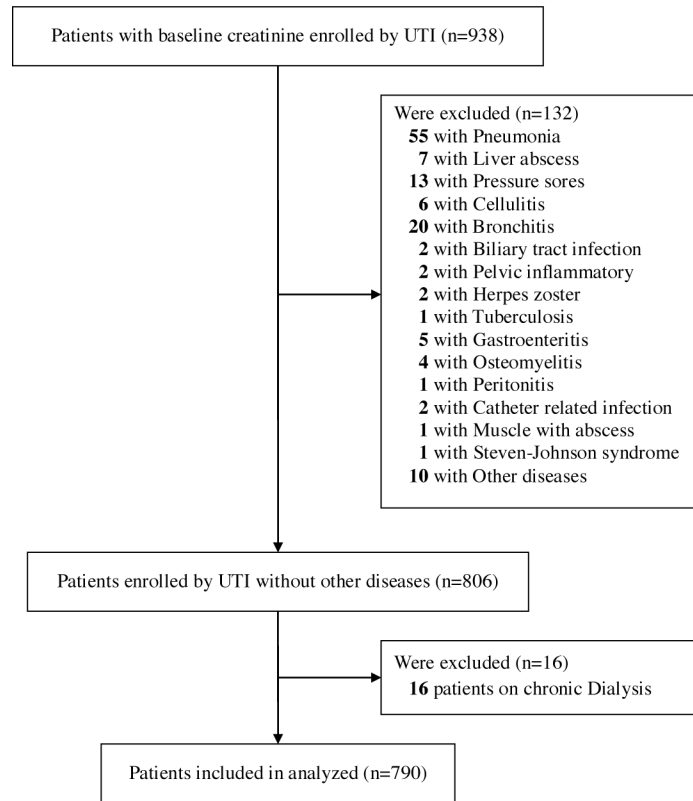 Patients with baseline creatinine enrolled by UTI (n=938)
Were excluded (n=132)
55 with Pneumonia
7 with Liver abscess
13 with Pressure sores
6 with Cellulitis
20 with Bronchitis
2 with Biliary tract infection
2 with Pelvic inflammatory
2 with Herpes zoster
1 with Tuberculosis
5 with Gastroenteritis
4 with Osteomyelitis
1 with Peritonitis
2 with Catheter related infection
1 with Muscle with abscess
1 with Steven-Johnson syndrome
10 with Other diseases
Patients enrolled by UTI without other diseases (n=806)
Were excluded (n=16)
16 patients on chronic Dialysis
Patients included in analyzed (n=790)